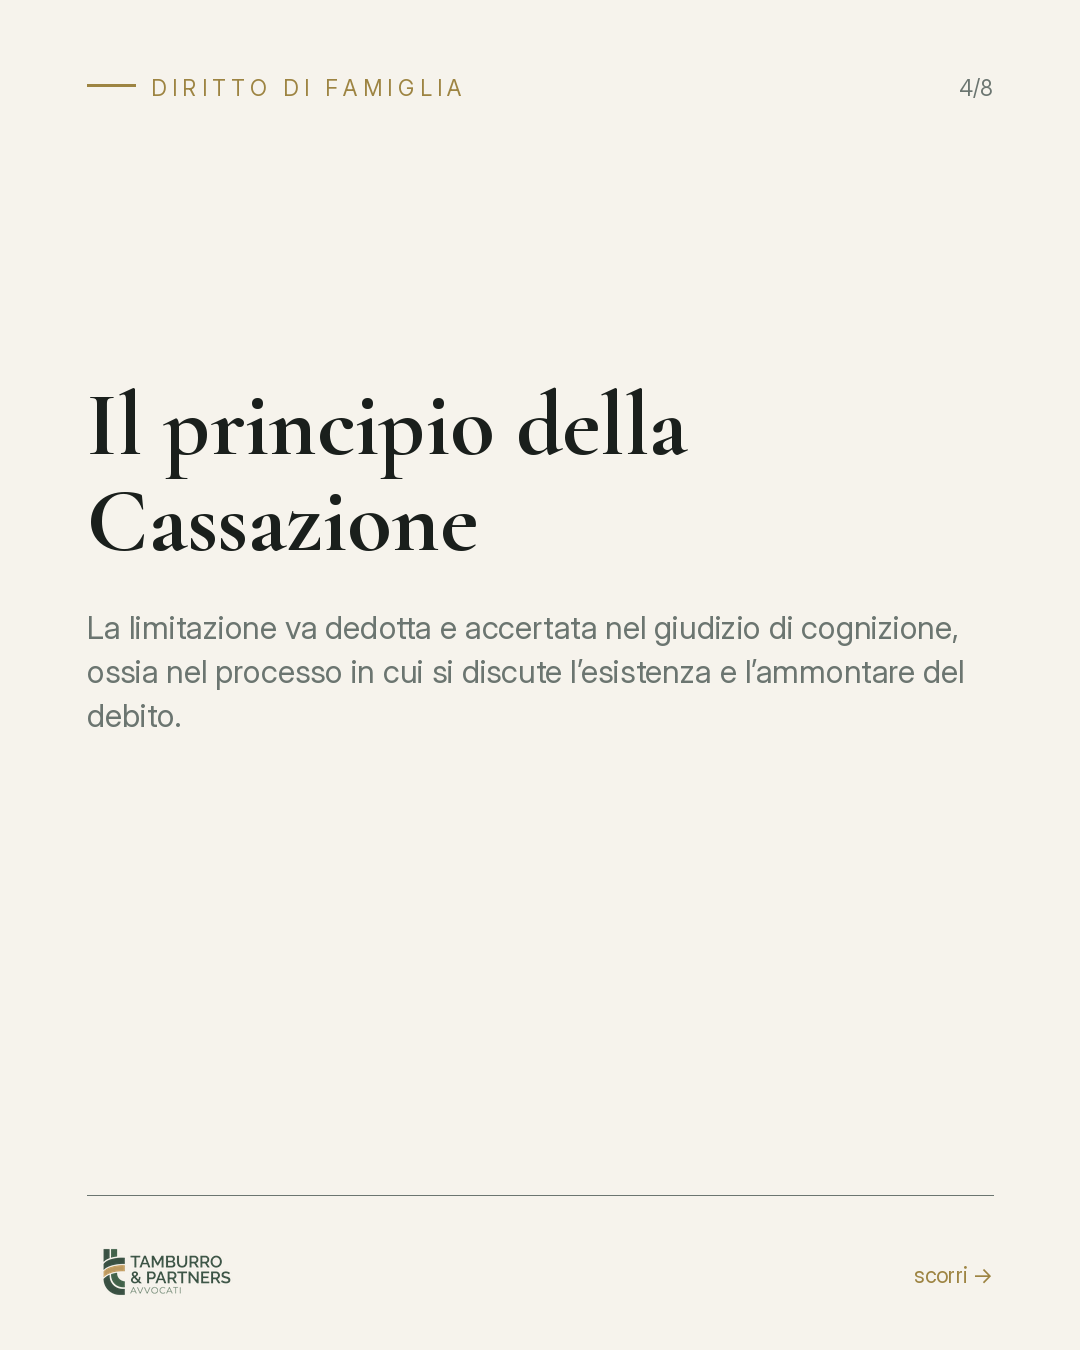 DIRITTO DI FAMIGLIA
4/8
Il principio della
Cassazione
La limitazione va dedotta e accertata nel giudizio di cognizione,
ossia nel processo in cui si discute l’esistenza e l’ammontare del
debito.
TAMBURRO
& PARTNERS
AVVOCATI
scorri →